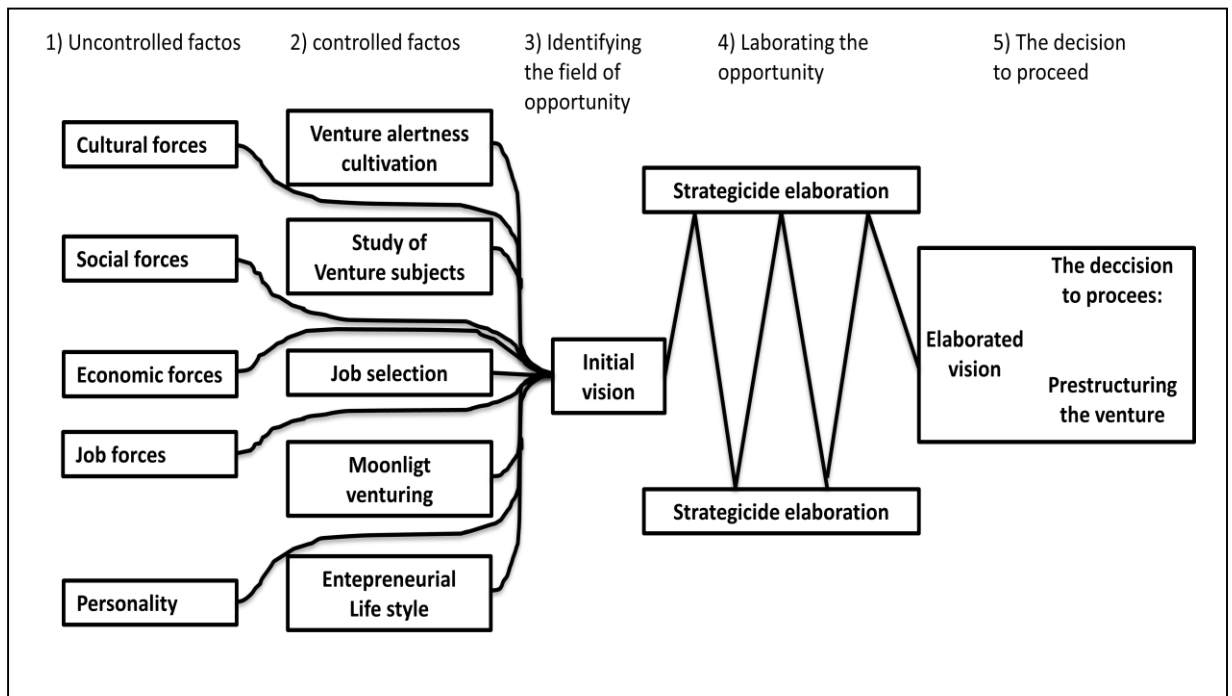 1) Uncontrolled factos
2) controlled factos
3) Identifying
the field of
opportunity
4) Laborating the
opportunity
5) The decision
to proceed
Cultural forces
Social forces
Economic forces
Job forces
Personality
Venture alertness
cultivation
Study of
Venture subjects
Job selection
Moonligt
venturing
Entepreneurial
Life style
Initial
vision
Strategicide elaboration
Strategicide elaboration
Elaborated
vision
The deccision
to procees:
Prestructuring
the venture